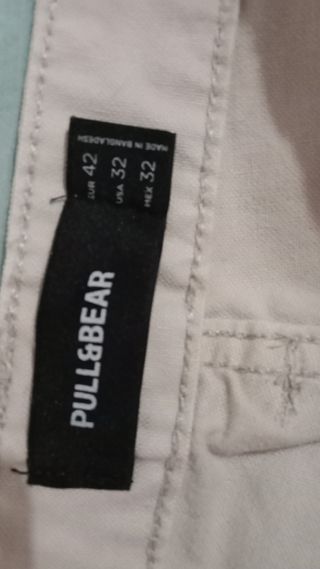 MADE IN BANGLADESH
EUR 42
USA 32
MEX 32
PULL&BEAR